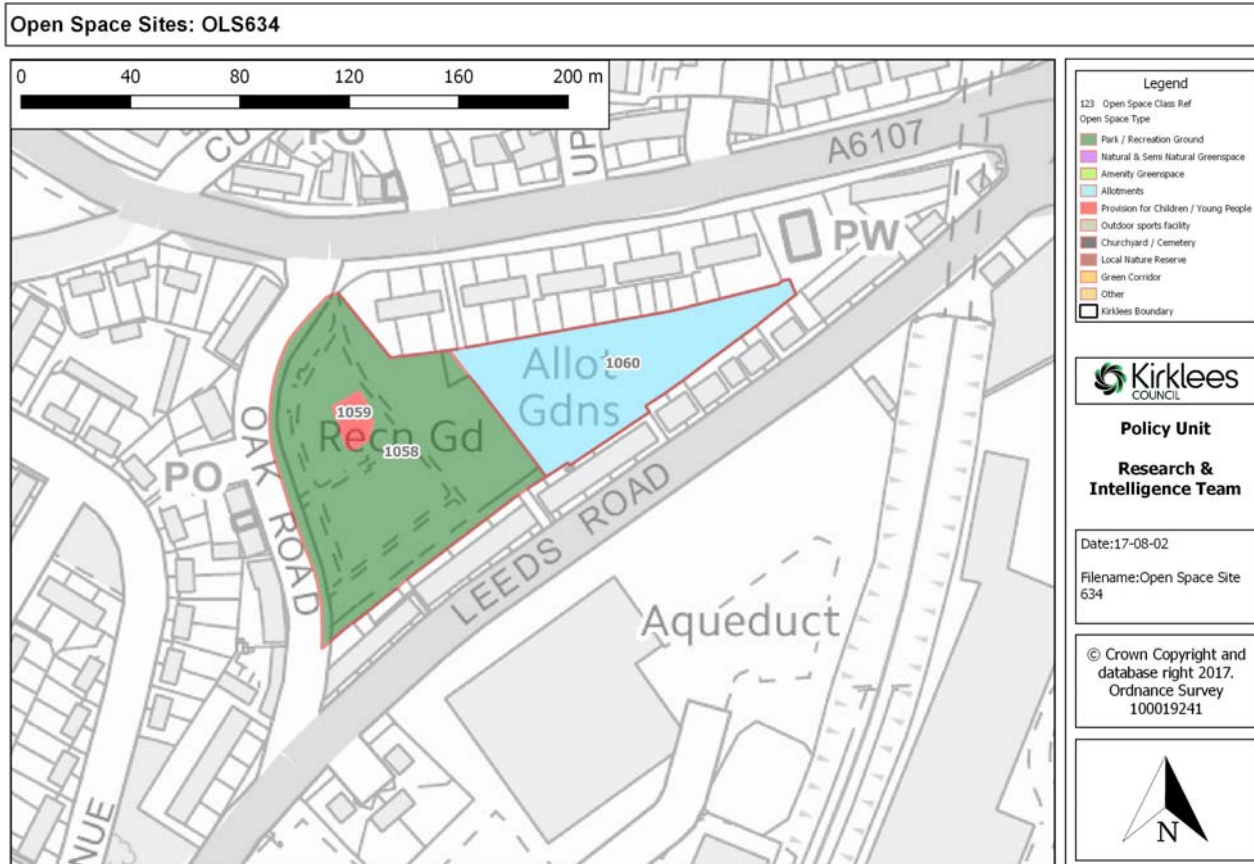 Open Space Sites: OLS634
0 40 80 120 160 200 m
CU
PO
UP
A6107
PW
Allot
Gdns
1060
1059
Recn Gd
1058
OAK ROAD
PO
LEEDS ROAD
Aqueduct
NUE
Legend
123 Open Space Class Ref
Open Space Type
Park / Recreation Ground
Natural & Semi Natural Greenspace
Amenity Greenspace
Allotments
Provision for Children / Young People
Outdoor sports facility
Churchyard / Cemetery
Local Nature Reserve
Green Corridor
Other
Kirklees Boundary
Kirklees
COUNCIL
Policy Unit
Research &
Intelligence Team
Date:17-08-02
Filename:Open Space Site
634
© Crown Copyright and
database right 2017.
Ordnance Survey
100019241
N